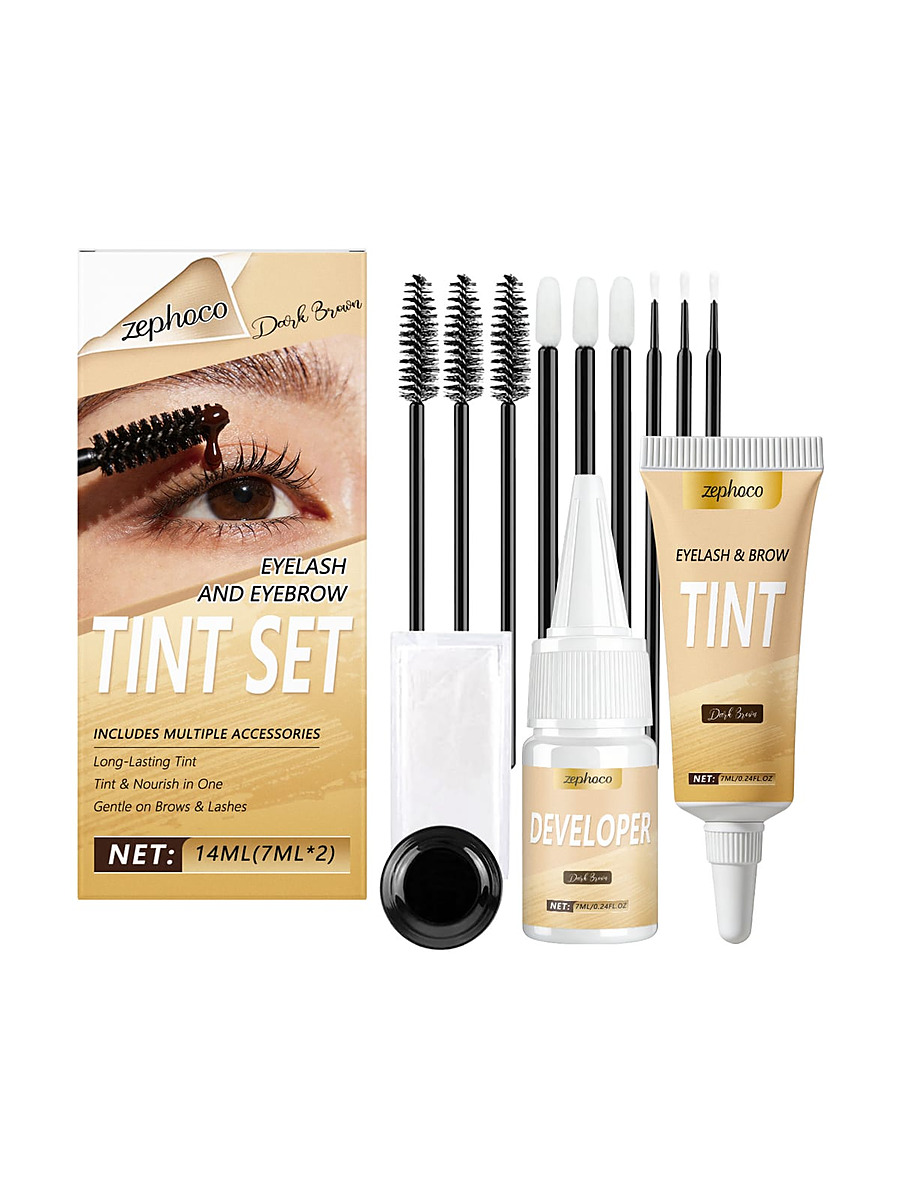 zephoco
Dark Brown
EYELASH
AND EYEBROW
TINT SET
INCLUDES MULTIPLE ACCESSORIES
Long-Lasting Tint
Tint & Nourish in One
Gentle on Brows & Lashes
NET: 14ML(7ML*2)
zephoco
DEVELOPER
Dark Brown
NET: 7ML/0.24FL.OZ
zephoco
EYELASH & BROW
TINT
Dark Brown
NET: 7ML/0.24FL.OZ